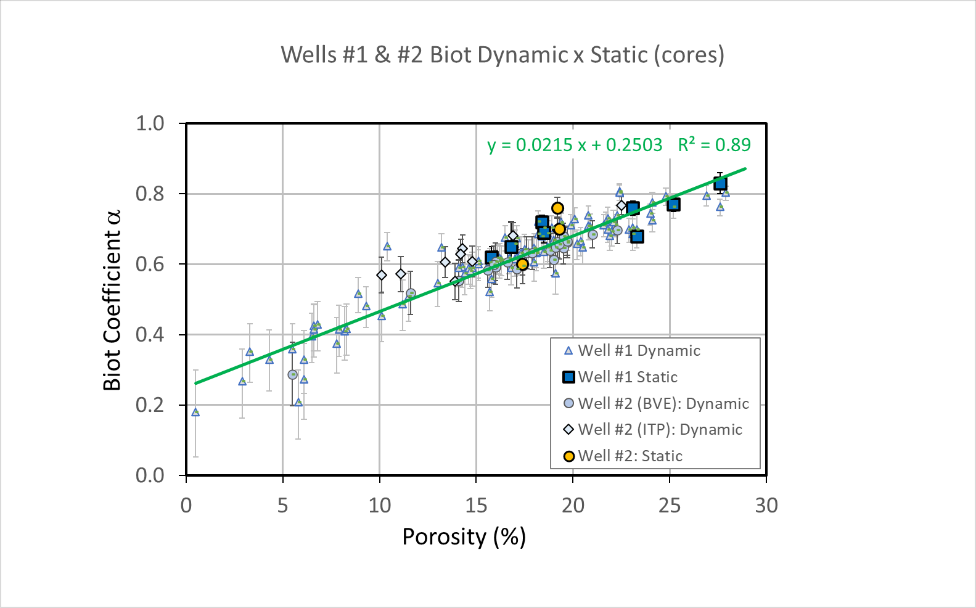 Wells #1 & #2 Biot Dynamic x Static (cores)
y = 0.0215 x + 0.2503 R² = 0.89
Biot Coefficient α
1.0
0.8
0.6
0.4
0.2
0.0
Well #1 Dynamic
Well #1 Static
Well #2 (BVE): Dynamic
Well #2 (ITP): Dynamic
Well #2: Static
0 5 10 15 20 25 30
Porosity (%)